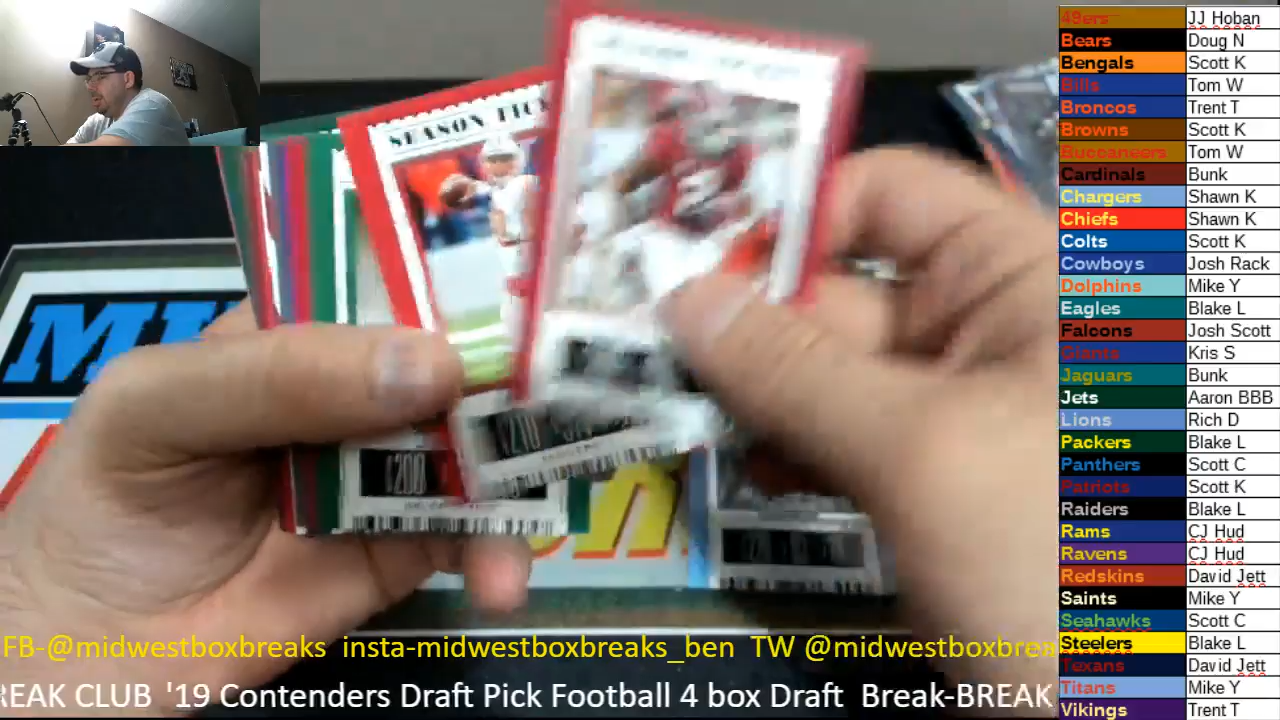 49ers JJ Hoban
Bears Doug N
Bengals Scott K
Bills Tom W
Broncos Trent T
Browns Scott K
Buccaneers Tom W
Cardinals Bunk
Chargers Shawn K
Chiefs Shawn K
Colts Scott K
Cowboys Josh Rack
Dolphins Mike Y
Eagles Blake L
Falcons Josh Scott
Giants Kris S
Jaguars Bunk
Jets Aaron BBB
Lions Rich D
Packers Blake L
Panthers Scott C
Patriots Scott K
Raiders Blake L
Rams CJ Hud
Ravens CJ Hud
Redskins David Jett
Saints Mike Y
Seahawks Scott C
Steelers Blake L
Texans David Jett
Titans Mike Y
Vikings Trent T
SEASON
FB-@midwestboxbreaks insta-midwestboxbreaks_ben TW @midwestboxbreaks
REAK CLUB '19 Contenders Draft Pick Football 4 box Draft Break-BREAK